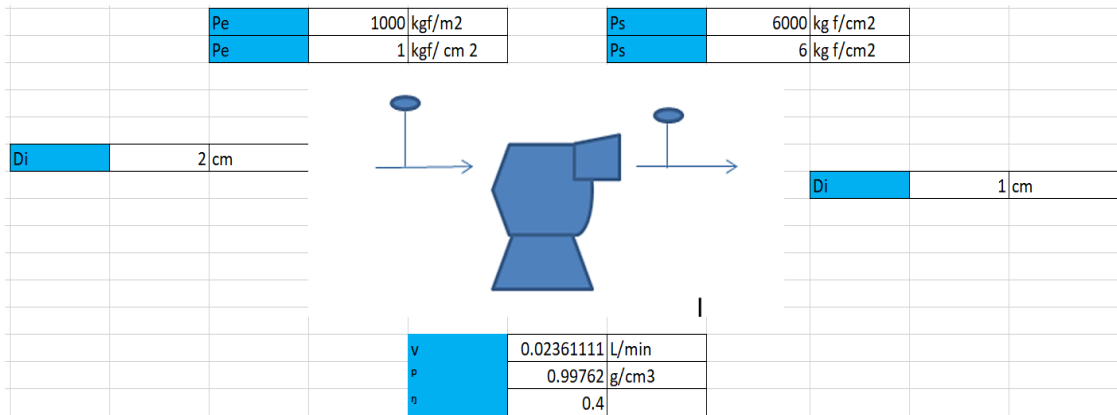 Pe 1000 kgf/m2 Ps 6000 kg f/cm2
Pe 1 kgf/ cm 2 Ps 6 kg f/cm2
Di 2 cm
Di 1 cm
V 0.02361111 L/min
P 0.99762 g/cm3
η 0.4